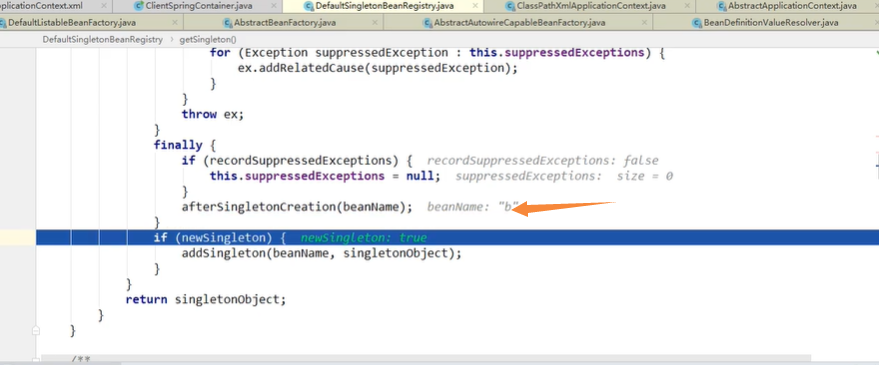 plicationContext.xml ClientSpringContainer.java DefaultSingletonBeanRegistry.java ClassPathXmlApplicationContext.java AbstractApplicationContext.java
DefaultListableBeanFactory.java AbstractBeanFactory.java AbstractAutowireCapableBeanFactory.java BeanDefinitionValueResolver.java
DefaultSingletonBeanRegistry getSingleton()
for (Exception suppressedException : this.suppressedExceptions) {
ex.addRelatedCause(suppressedException);
}
}
throw ex;
}
finally {
if (recordSuppressedExceptions) { recordSuppressedExceptions: false
this.suppressedExceptions = null; suppressedExceptions: size = 0
}
afterSingletonCreation(beanName); beanName: "b"
}
if (newSingleton) { newSingleton: true
addSingleton(beanName, singletonObject);
}
}
return singletonObject;
}
}
/**